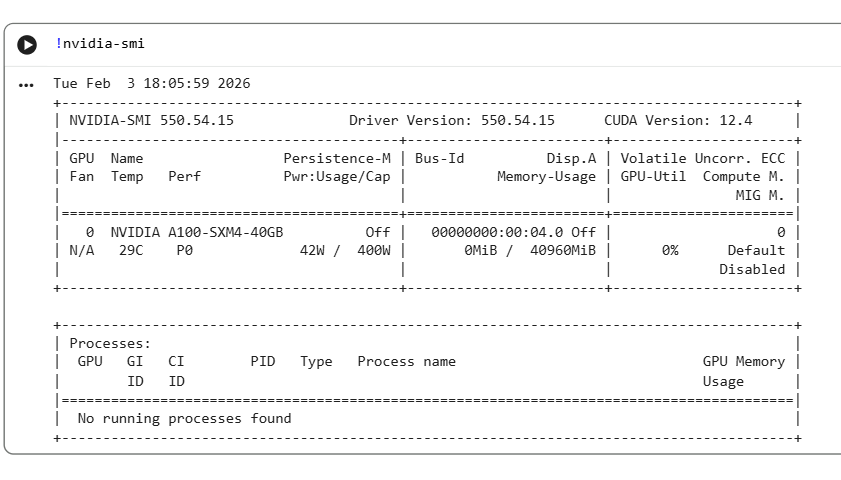 !nvidia-smi
Tue Feb  3 18:05:59 2026
+-----------------------------------------------------------------------------------------+
| NVIDIA-SMI 550.54.15              Driver Version: 550.54.15      CUDA Version: 12.4     |
|-----------------------------------------+------------------------+----------------------+
| GPU  Name                 Persistence-M | Bus-Id          Disp.A | Volatile Uncorr. ECC |
| Fan  Temp   Perf          Pwr:Usage/Cap |           Memory-Usage | GPU-Util  Compute M. |
|                                         |                        |               MIG M. |
|=========================================+========================+======================|
|   0  NVIDIA A100-SXM4-40GB          Off |   00000000:00:04.0 Off |                    0 |
| N/A   29C    P0             42W /  400W |       0MiB /  40960MiB |      0%      Default |
|                                         |                        |             Disabled |
+-----------------------------------------+------------------------+----------------------+

+-----------------------------------------------------------------------------------------+
| Processes:                                                                              |
|  GPU   GI   CI        PID   Type   Process name                              GPU Memory |
|        ID   ID                                                               Usage      |
|=========================================================================================|
|  No running processes found                                                             |
+-----------------------------------------------------------------------------------------+